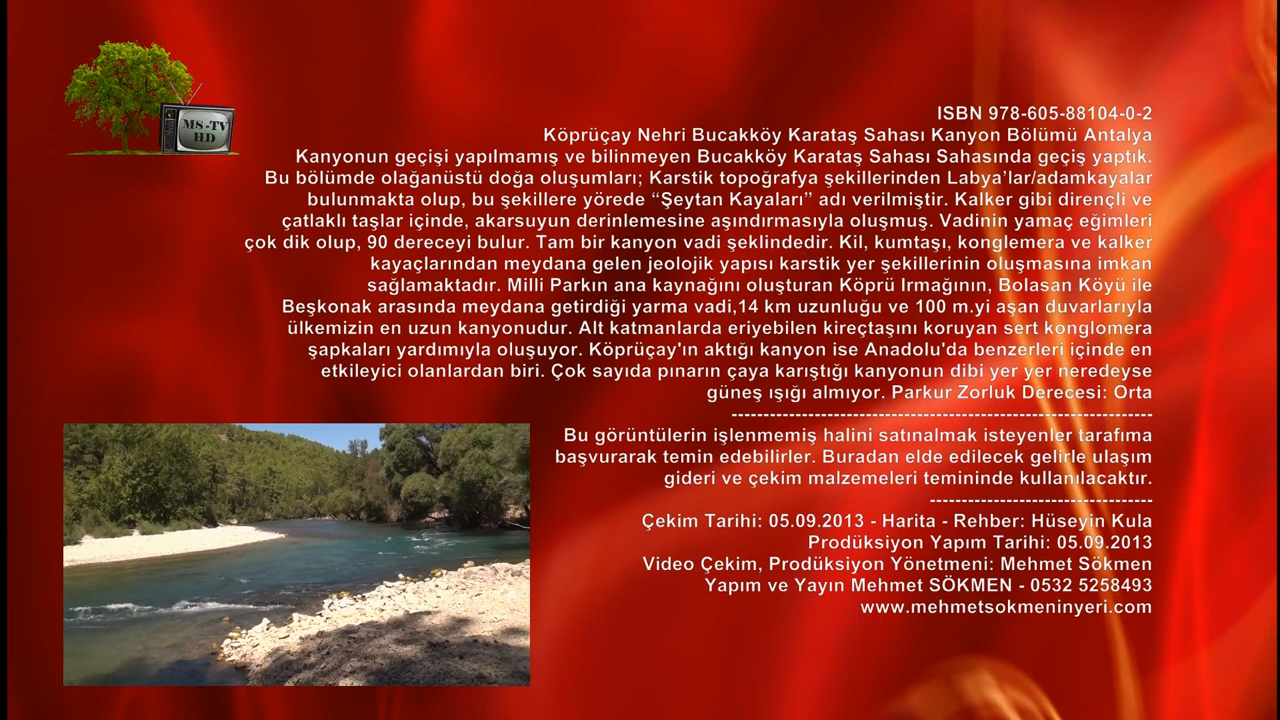 MS-TV
HD
ISBN 978-605-88104-0-2
Köprüçay Nehri Bucakköy Karataş Sahası Kanyon Bölümü Antalya
Kanyonun geçişi yapılmamış ve bilinmeyen Bucakköy Karataş Sahası Sahasında geçiş yaptık.
Bu bölümde olağanüstü doğa oluşumları; Karstik topoğrafya şekillerinden Labya’lar/adamkayalar
bulunmakta olup, bu şekillere yörede “Şeytan Kayaları” adı verilmiştir. Kalker gibi dirençli ve
çatlaklı taşlar içinde, akarsuyun derinlemesine aşındırmasıyla oluşmuş. Vadinin yamaç eğimleri
çok dik olup, 90 dereceyi bulur. Tam bir kanyon vadi şeklindedir. Kil, kumtaşı, konglemera ve kalker
kayaçlarından meydana gelen jeolojik yapısı karstik yer şekillerinin oluşmasına imkan
sağlamaktadır. Milli Parkın ana kaynağını oluşturan Köprü Irmağının, Bolasan Köyü ile
Beşkonak arasında meydana getirdiği yarma vadi,14 km uzunluğu ve 100 m.yi aşan duvarlarıyla
ülkemizin en uzun kanyonudur. Alt katmanlarda eriyebilen kireçtaşını koruyan sert konglomera
şapkaları yardımıyla oluşuyor. Köprüçay'ın aktığı kanyon ise Anadolu'da benzerleri içinde en
etkileyici olanlardan biri. Çok sayıda pınarın çaya karıştığı kanyonun dibi yer yer neredeyse
güneş ışığı almıyor. Parkur Zorluk Derecesi: Orta
-------------------------------------------------------------------
Bu görüntülerin işlenmemiş halini satınalmak isteyenler tarafıma
başvurarak temin edebilirler. Buradan elde edilecek gelirle ulaşım
gideri ve çekim malzemeleri temininde kullanılacaktır.
-----------------------------------
Çekim Tarihi: 05.09.2013 - Harita - Rehber: Hüseyin Kula
Prodüksiyon Yapım Tarihi: 05.09.2013
Video Çekim, Prodüksiyon Yönetmeni: Mehmet Sökmen
Yapım ve Yayın Mehmet SÖKMEN - 0532 5258493
www.mehmetsokmeninyeri.com